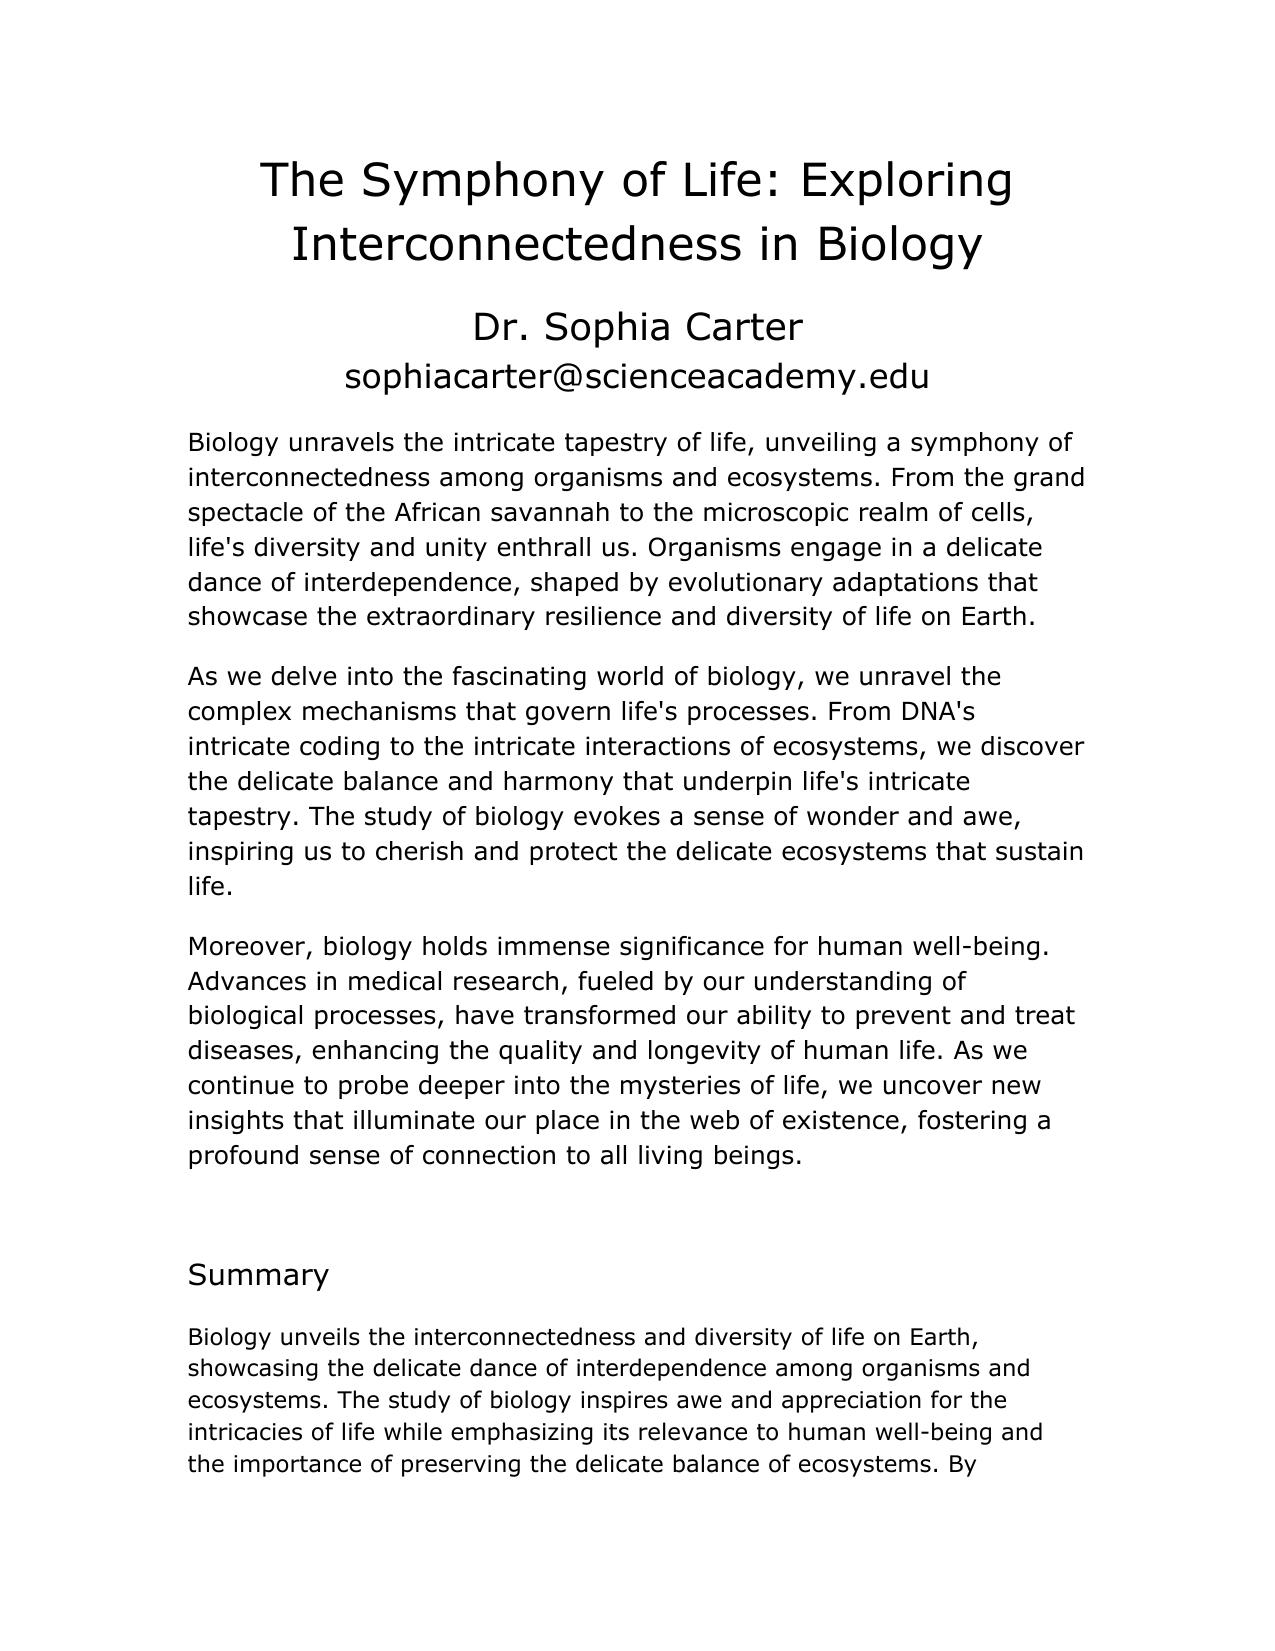 The Symphony of Life: Exploring
Interconnectedness in Biology
Dr. Sophia Carter
sophiacarter@scienceacademy.edu
Biology unravels the intricate tapestry of life, unveiling a symphony of
interconnectedness among organisms and ecosystems. From the grand
spectacle of the African savannah to the microscopic realm of cells,
life's diversity and unity enthrall us. Organisms engage in a delicate
dance of interdependence, shaped by evolutionary adaptations that
showcase the extraordinary resilience and diversity of life on Earth.
As we delve into the fascinating world of biology, we unravel the
complex mechanisms that govern life's processes. From DNA's
intricate coding to the intricate interactions of ecosystems, we discover
the delicate balance and harmony that underpin life's intricate
tapestry. The study of biology evokes a sense of wonder and awe,
inspiring us to cherish and protect the delicate ecosystems that sustain
life.
Moreover, biology holds immense significance for human well-being.
Advances in medical research, fueled by our understanding of
biological processes, have transformed our ability to prevent and treat
diseases, enhancing the quality and longevity of human life. As we
continue to probe deeper into the mysteries of life, we uncover new
insights that illuminate our place in the web of existence, fostering a
profound sense of connection to all living beings.
Summary
Biology unveils the interconnectedness and diversity of life on Earth,
showcasing the delicate dance of interdependence among organisms and
ecosystems. The study of biology inspires awe and appreciation for the
intricacies of life while emphasizing its relevance to human well-being and
the importance of preserving the delicate balance of ecosystems. By